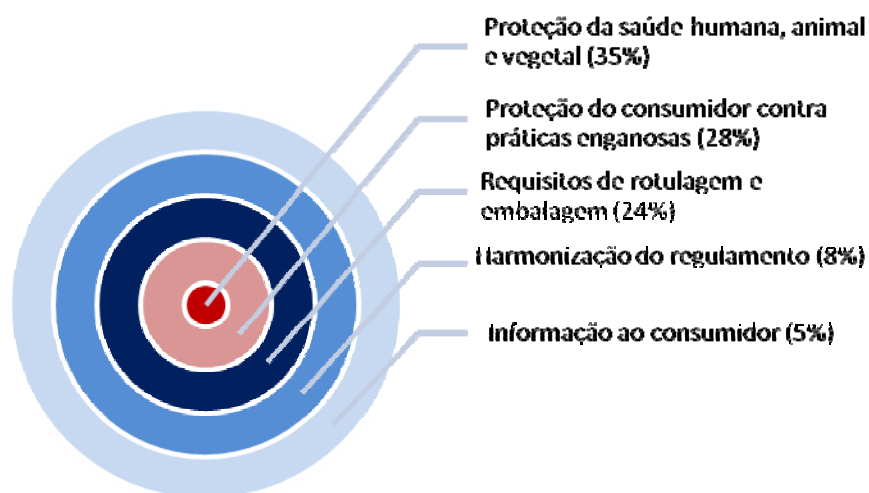 Proteção da saúde humana, animal
e vegetal (35%)
Proteção do consumidor contra
práticas enganosas (28%)
Requisitos de rotulagem e
embalagem (24%)
Harmonização do regulamento (8%)
Informação ao consumidor (5%)